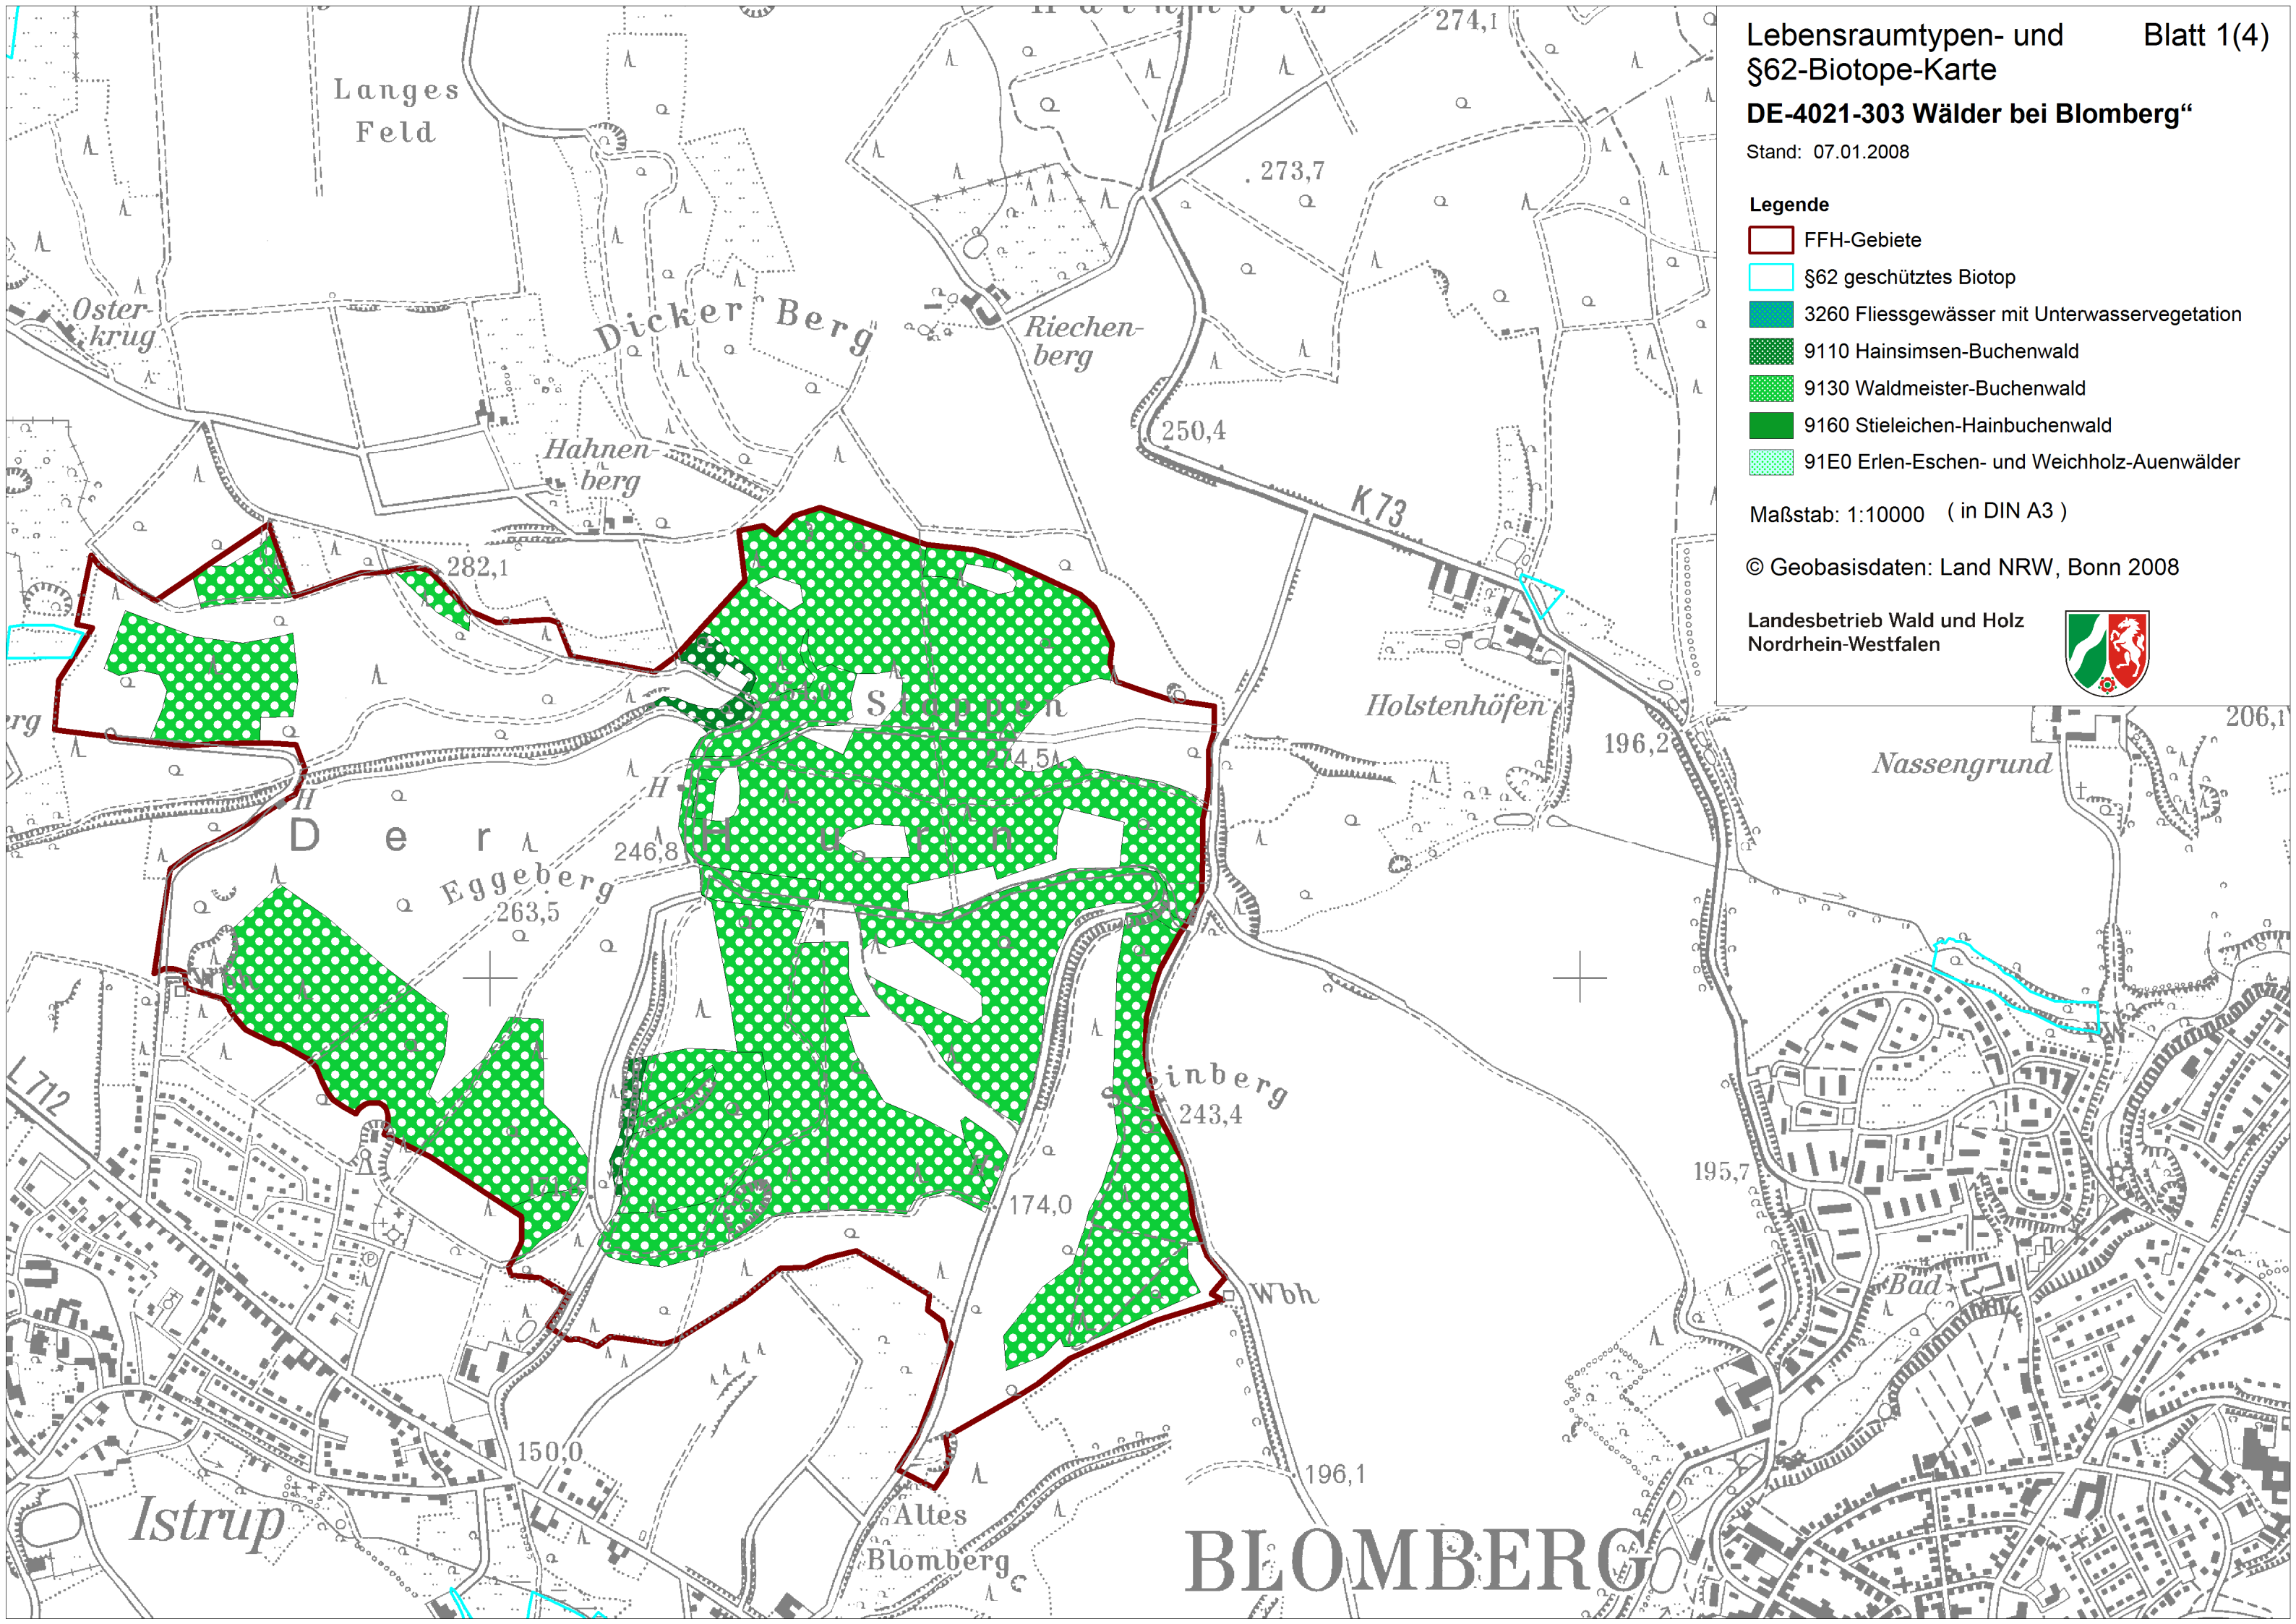 Lebensraumtypen- und Blatt 1(4)
§62-Biotope-Karte
DE-4021-303 Wälder bei Blomberg“
Stand: 07.01.2008
Legende
FFH-Gebiete
§62 geschütztes Biotop
3260 Fliessgewässer mit Unterwasservegetation
9110 Hainsimsen-Buchenwald
9130 Waldmeister-Buchenwald
9160 Stieleichen-Hainbuchenwald
91E0 Erlen-Eschen- und Weichholz-Auenwälder
Maßstab: 1:10000 ( in DIN A3 )
© Geobasisdaten: Land NRW, Bonn 2008
Landesbetrieb Wald und Holz
Nordrhein-Westfalen
274,1
Langes
Feld
273,7
Oster-
krug
Dicker Berg
Riechen-
berg
250,4
Hahnen-
berg
K 73
282,1
Holstenhöfen
196,2
206,1
Nassengrund
erg
Stappen
H
H
Der Hurn
246,8
Eggeberg
263,5
L 712
Steinberg
243,4
195,7
174,0
Wbh
Bad
150,0
196,1
Istrup
Altes
Blomberg
BLOMBERG